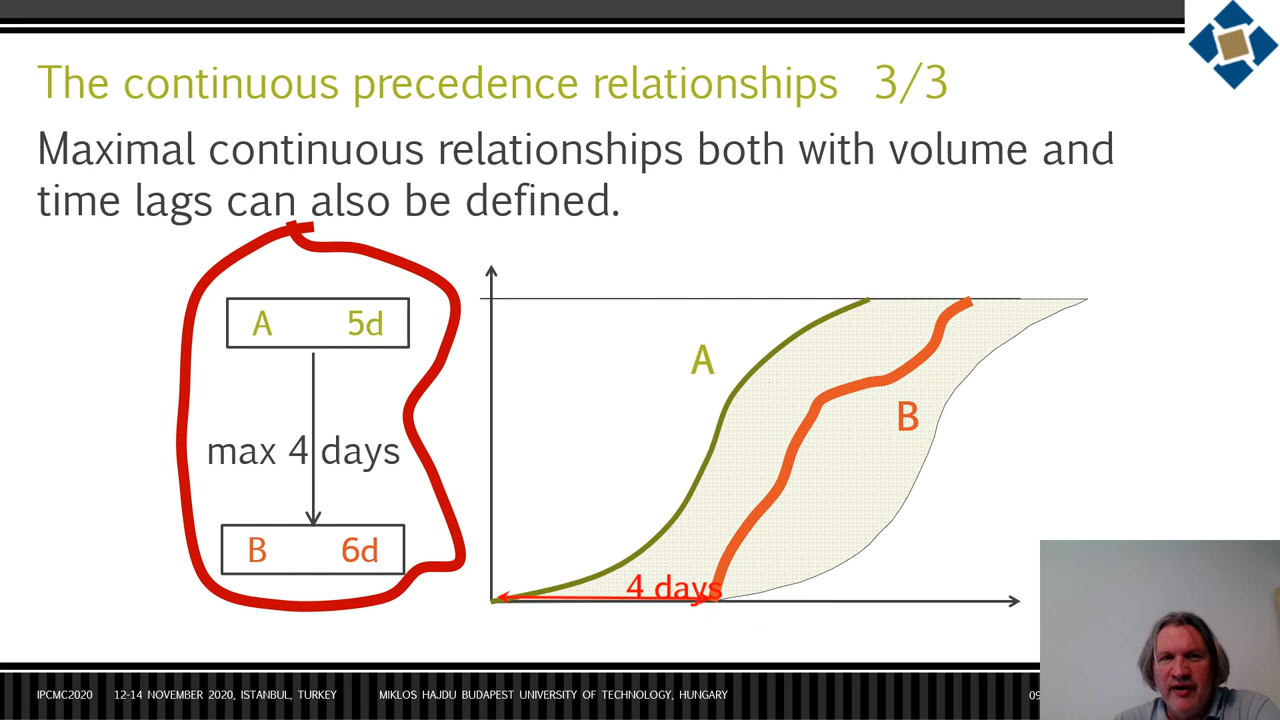 The continuous precedence relationships 3/3
Maximal continuous relationships both with volume and
time lags can also be defined.
A 5d
max 4 days
B 6d
A
B
4 days
IPCMC2020 12-14 NOVEMBER 2020, ISTANBUL, TURKEY MIKLOS HAJDU BUDAPEST UNIVERSITY OF TECHNOLOGY, HUNGARY 09